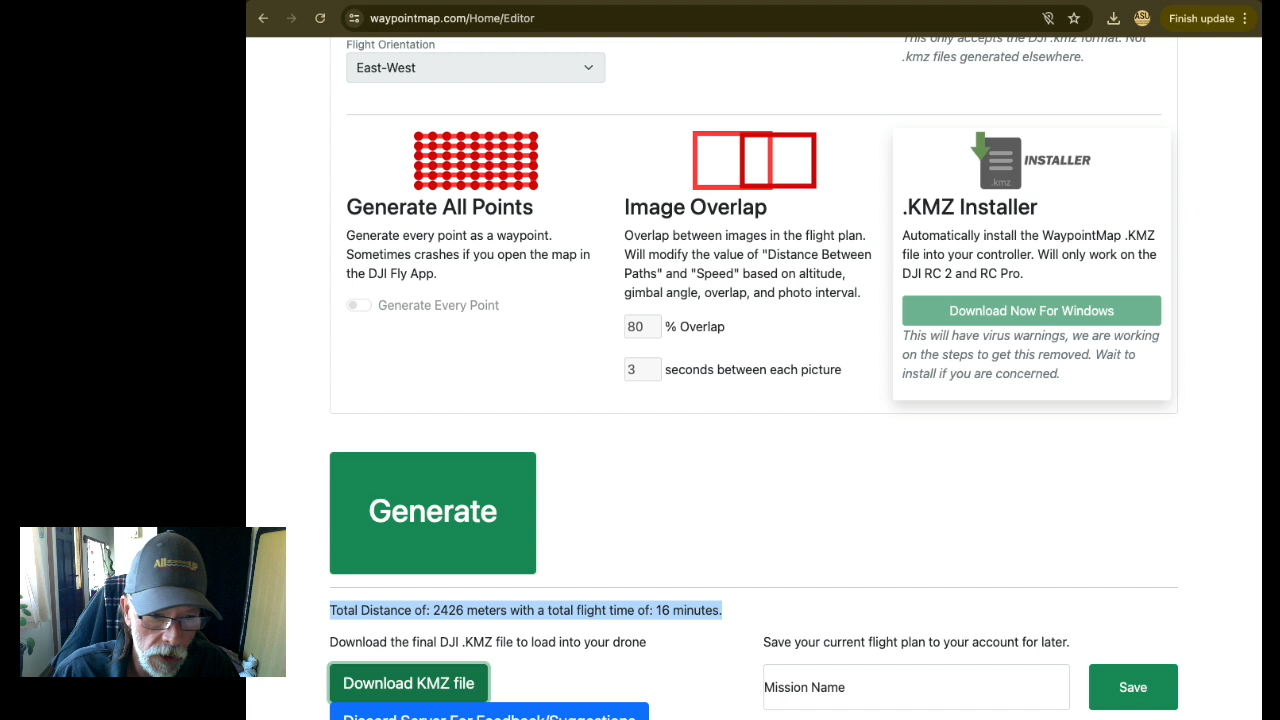 waypointmap.com/Home/Editor
ASL
Finish update
Flight Orientation
East-West
This only accepts the DJI .kmz format. Not
.kmz files generated elsewhere.
Generate All Points
Generate every point as a waypoint.
Sometimes crashes if you open the map in
the DJI Fly App.
Generate Every Point
Image Overlap
Overlap between images in the flight plan.
Will modify the value of "Distance Between
Paths" and "Speed" based on altitude,
gimbal angle, overlap, and photo interval.
80 % Overlap
3 seconds between each picture
INSTALLER
.kmz
.KMZ Installer
Automatically install the WaypointMap .KMZ
file into your controller. Will only work on the
DJI RC 2 and RC Pro.
Download Now For Windows
This will have virus warnings, we are working
on the steps to get this removed. Wait to
install if you are concerned.
Generate
Total Distance of: 2426 meters with a total flight time of: 16 minutes.
Download the final DJI .KMZ file to load into your drone
Download KMZ file
Discord Server For Feedback/Suggestions
Save your current flight plan to your account for later.
Mission Name
Save